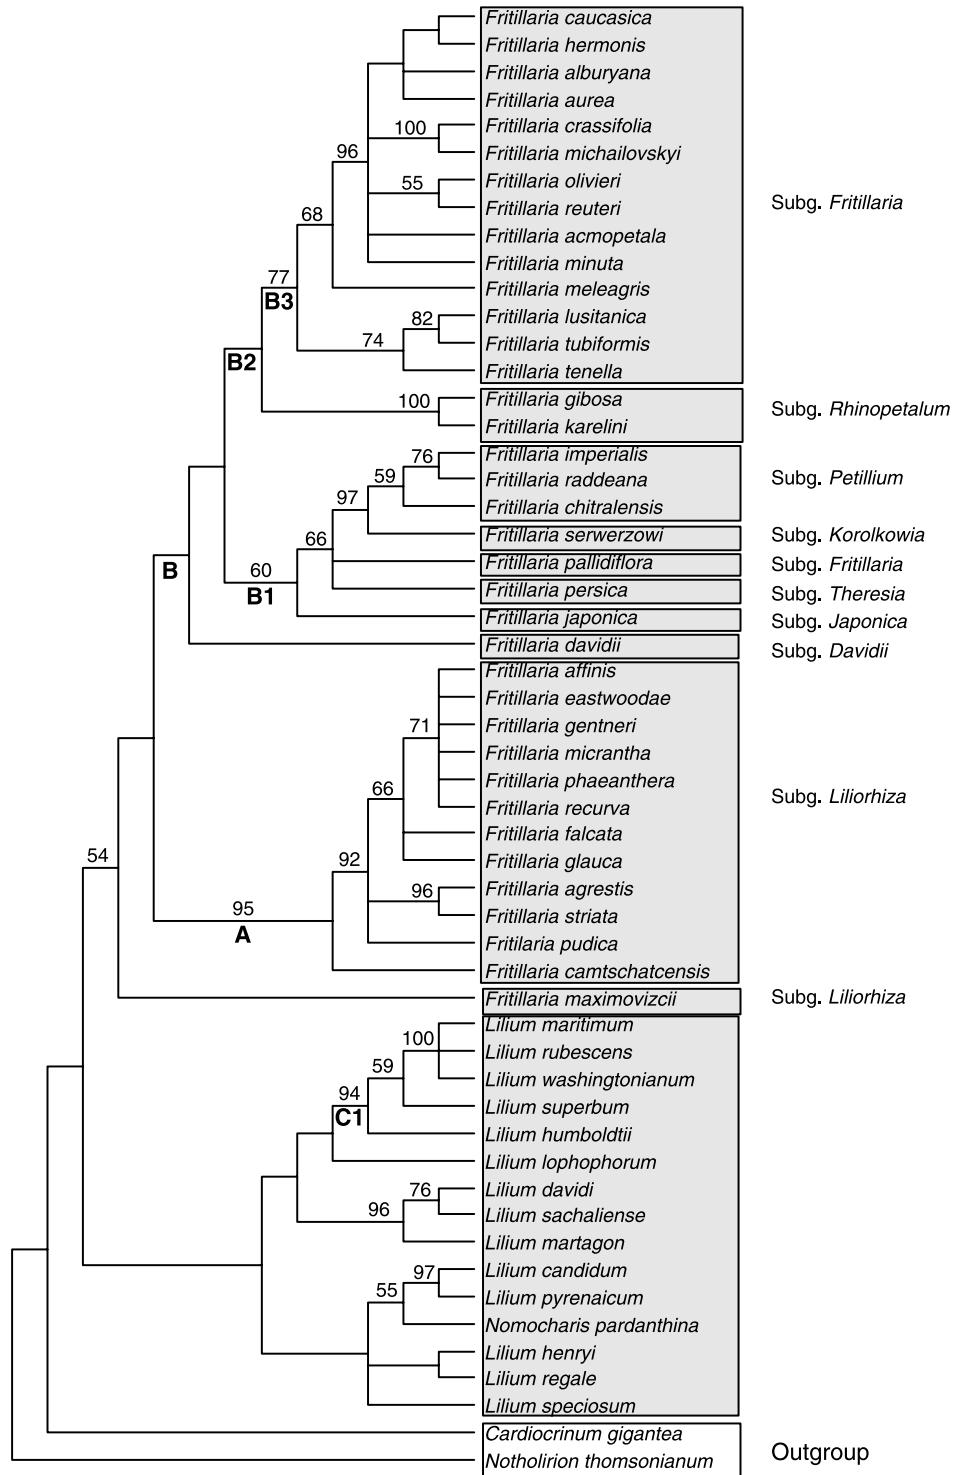 Fritillaria caucasica
Fritillaria hermonis
Fritillaria alburyana
Fritillaria aurea
100 Fritillaria crassifolia
96 Fritillaria michailovskyi
55 Fritillaria olivieri
Fritillaria reuteri Subg. Fritillaria
68
Fritillaria acmopetala
Fritillaria minuta
77
B3 Fritillaria meleagris
82 Fritillaria lusitanica
74 Fritillaria tubiformis
B2 Fritillaria tenella
100 Fritillaria gibosa Subg. Rhinopetalum
Fritillaria karelini
76 Fritillaria imperialis
59 Fritillaria raddeana Subg. Petillium
97 Fritillaria chitralensis
66 Fritillaria serwerzowi Subg. Korolkowia
B 60 Fritillaria pallidiflora Subg. Fritillaria
B1 Fritillaria persica Subg. Theresia
Fritillaria japonica Subg. Japonica
Fritillaria davidii Subg. Davidii
Fritillaria affinis
Fritillaria eastwoodae
71 Fritillaria gentneri
Fritillaria micrantha
Fritillaria phaeanthera
66 Fritillaria recurva Subg. Liliorhiza
Fritillaria falcata
54 92 Fritillaria glauca
96 Fritillaria agrestis
95 Fritillaria striata
A Fritilaria pudica
Fritillaria camtschatcensis
Fritillaria maximovizcii Subg. Liliorhiza
Lilium maritimum
100 Lilium rubescens
59 Lilium washingtonianum
94 Lilium superbum
C1
Lilium humboldtii
Lilium lophophorum
76 Lilium davidi
96 Lilium sachaliense
Lilium martagon
97 Lilium candidum
55 Lilium pyrenaicum
Nomocharis pardanthina
Lilium henryi
Lilium regale
Lilium speciosum
Cardiocrinum gigantea
Outgroup
Notholirion thomsonianum